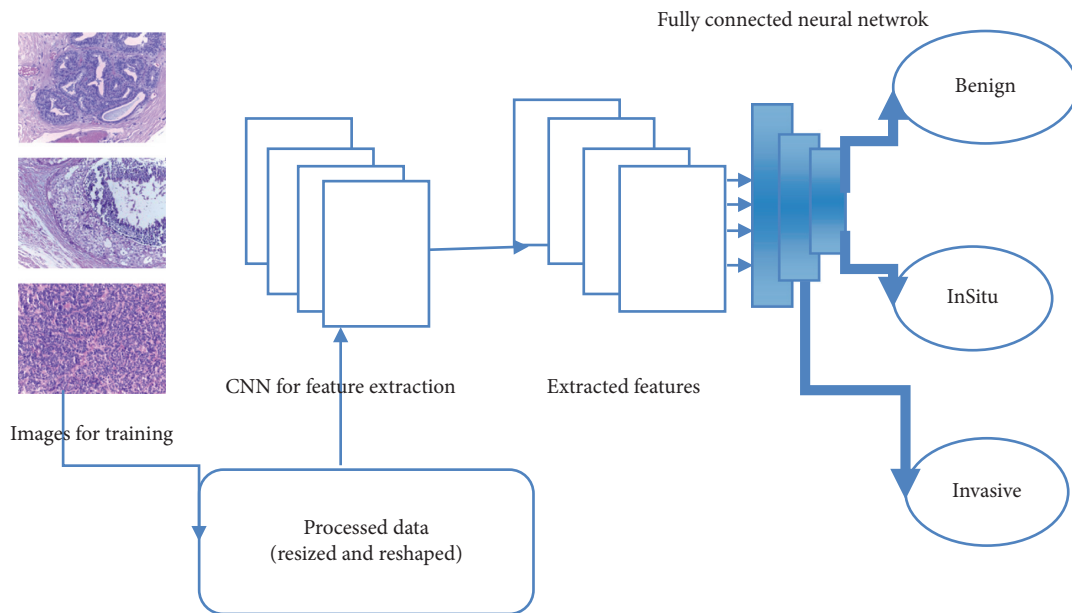 Fully connected neural netwrok
Benign
InSitu
CNN for feature extraction
Extracted features
Images for training
Invasive
Processed data
(resized and reshaped)